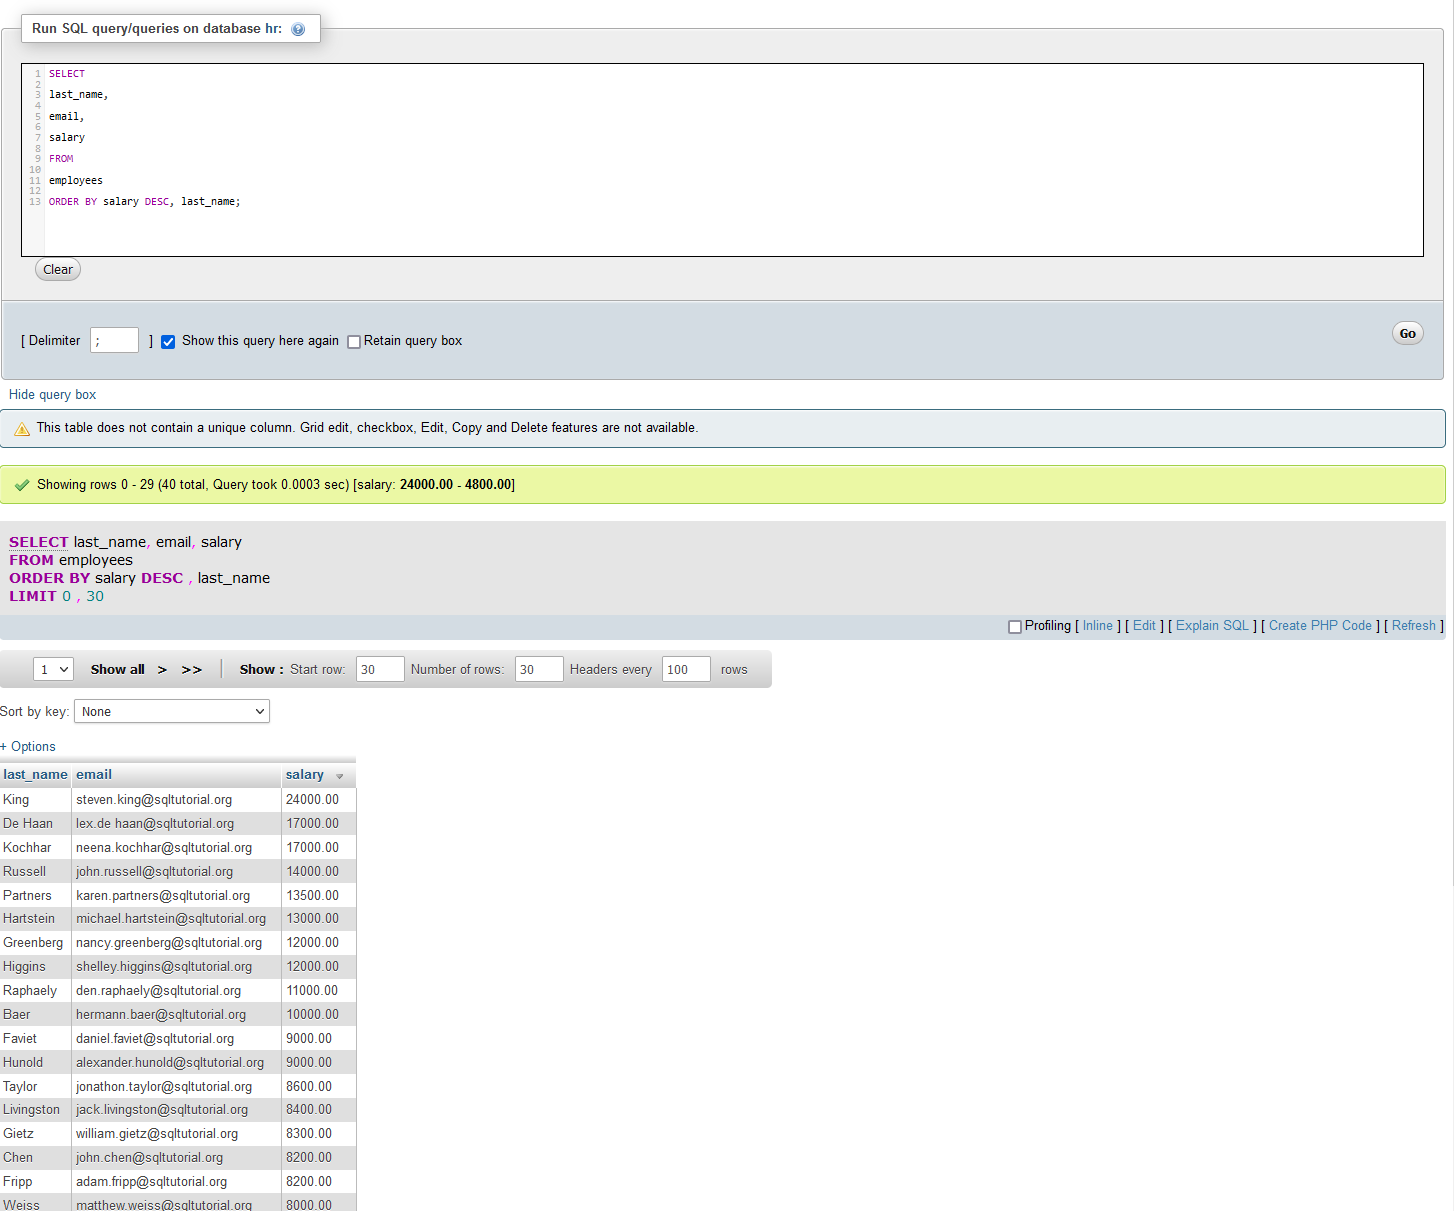 Run SQL query/queries on database hr:
1 SELECT
2
3 last_name,
4
5 email,
6
7 salary
8
9 FROM
10
11 employees
12
13 ORDER BY salary DESC, last_name;
Clear
[ Delimiter ; ] Show this query here again Retain query box
Go
Hide query box
This table does not contain a unique column. Grid edit, checkbox, Edit, Copy and Delete features are not available.
Showing rows 0 - 29 (40 total, Query took 0.0003 sec) [salary: 24000.00 - 4800.00]
SELECT last_name, email, salary
FROM employees
ORDER BY salary DESC , last_name
LIMIT 0 , 30
Profiling [ Inline ] [ Edit ] [ Explain SQL ] [ Create PHP Code ] [ Refresh ]
1 Show all > >> Show : Start row: 30 Number of rows: 30 Headers every 100 rows
Sort by key: None
+ Options
last_name email salary
King steven.king@sqltutorial.org 24000.00
De Haan lex.de haan@sqltutorial.org 17000.00
Kochhar neena.kochhar@sqltutorial.org 17000.00
Russell john.russell@sqltutorial.org 14000.00
Partners karen.partners@sqltutorial.org 13500.00
Hartstein michael.hartstein@sqltutorial.org 13000.00
Greenberg nancy.greenberg@sqltutorial.org 12000.00
Higgins shelley.higgins@sqltutorial.org 12000.00
Raphaely den.raphaely@sqltutorial.org 11000.00
Baer hermann.baer@sqltutorial.org 10000.00
Faviet daniel.faviet@sqltutorial.org 9000.00
Hunold alexander.hunold@sqltutorial.org 9000.00
Taylor jonathon.taylor@sqltutorial.org 8600.00
Livingston jack.livingston@sqltutorial.org 8400.00
Gietz william.gietz@sqltutorial.org 8300.00
Chen john.chen@sqltutorial.org 8200.00
Fripp adam.fripp@sqltutorial.org 8200.00
Weiss matthew.weiss@sqltutorial.org 8000.00